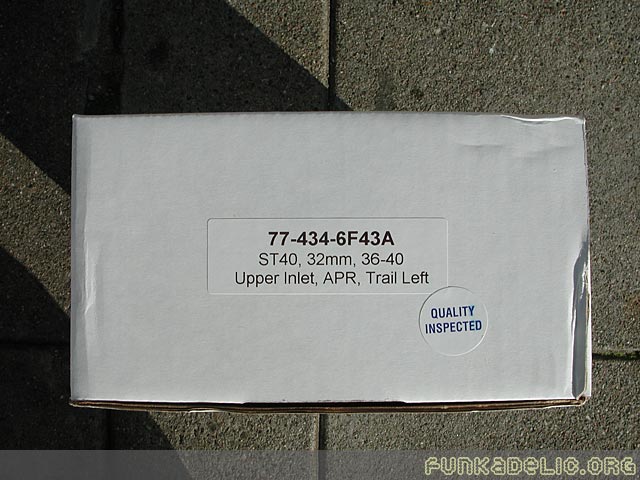 77-434-6F43A
ST40, 32mm, 36-40
Upper Inlet, APR, Trail Left
QUALITY
INSPECTED
FUNKADELIC.ORG